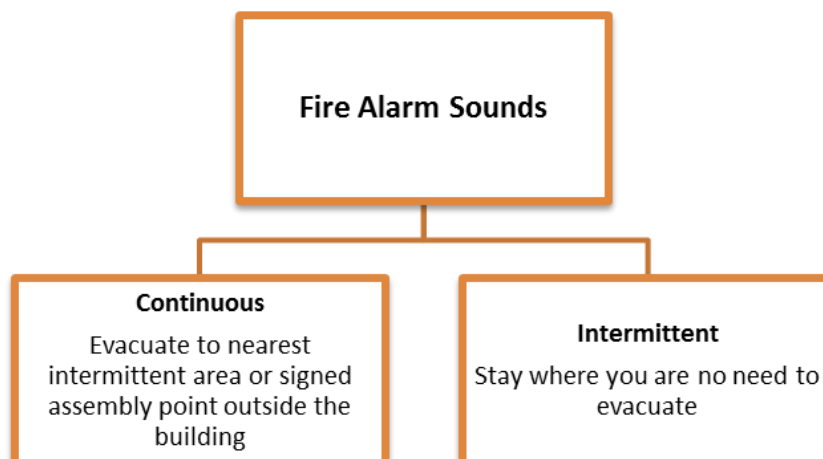 Fire Alarm Sounds
Continuous
Evacuate to nearest
intermittent area or signed
assembly point outside the
building
Intermittent
Stay where you are no need to
evacuate